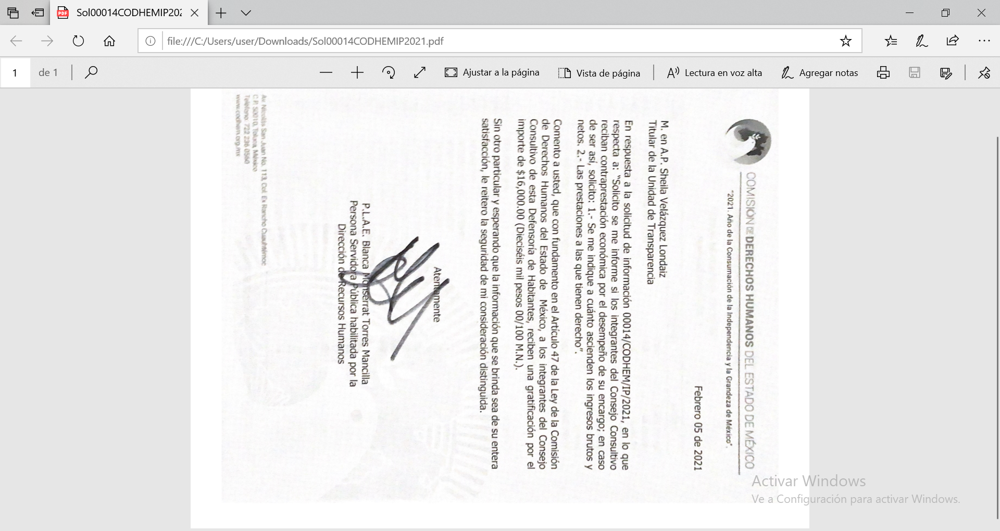 Sol00014CODHEMIP202
file:///C:/Users/user/Downloads/Sol00014CODHEMIP2021.pdf
1 de 1
Ajustar a la página
Vista de página
Lectura en voz alta
Agregar notas
COMISIÓN DE DERECHOS HUMANOS DEL ESTADO DE MÉXICO
"2021. Año de la Consumación de la Independencia y la Grandeza de México".
Febrero 05 de 2021
M. en A.P. Sheila Velázquez Londaiz
Titular de la Unidad de Transparencia
En respuesta a la solicitud de información 00014/CODHEM/IP/2021, en lo que
respecta a: "Solicito se me informe si los integrantes del Consejo Consultivo
reciban contraprestación económica por el desempeño de su encargo; en caso
de ser así, solicito: 1.- Se me indique a cuánto ascienden los ingresos brutos y
netos. 2.- Las prestaciones a las que tienen derecho".
Comento a usted, que con fundamento en el Artículo 47 de la Ley de la Comisión
de Derechos Humanos del Estado de México, a los integrantes del Consejo
Consultivo de esta Defensoría de Habitantes, reciben una gratificación por el
importe de $16,000.00 (Dieciséis mil pesos 00/100 M.N.).
Sin otro particular y esperando que la información que se brinda sea de su entera
satisfacción, le reitero la seguridad de mi consideración distinguida.
Atentamente
P.L.A.E. Blanca Monserrat Torres Mancilla
Persona Servidora Pública habilitada por la
Dirección de Recursos Humanos
Av. Nicolás San Juan No. 113, Col. Ex Rancho Cuauhtémoc
C.P. 50010, Toluca, México
Teléfono: 722 236 0560
www.codhem.org.mx
Activar Windows
Ve a Configuración para activar Windows.